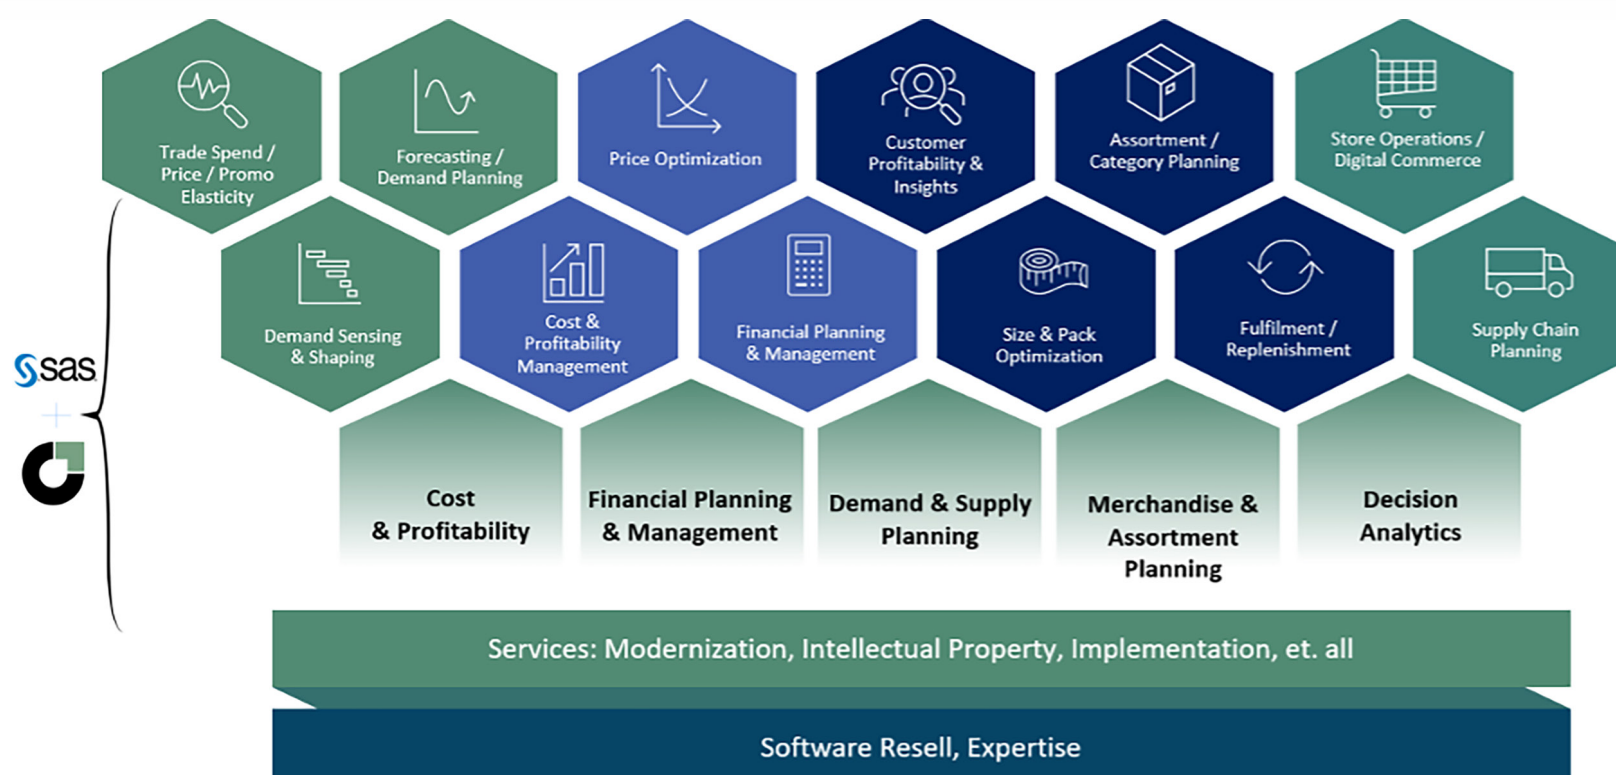 Trade Spend /
Price / Promo
Elasticity
Forecasting /
Demand Planning
Price Optimization
Customer
Profitability &
Insights
Assortment /
Category Planning
Store Operations /
Digital Commerce
Demand Sensing
& Shaping
Cost &
Profitability
Management
Financial Planning
& Management
Size & Pack
Optimization
Fulfilment /
Replenishment
Supply Chain
Planning
sas
Cost
& Profitability
Financial Planning
& Management
Demand & Supply
Planning
Merchandise &
Assortment
Planning
Decision
Analytics
Services: Modernization, Intellectual Property, Implementation, et. all
Software Resell, Expertise